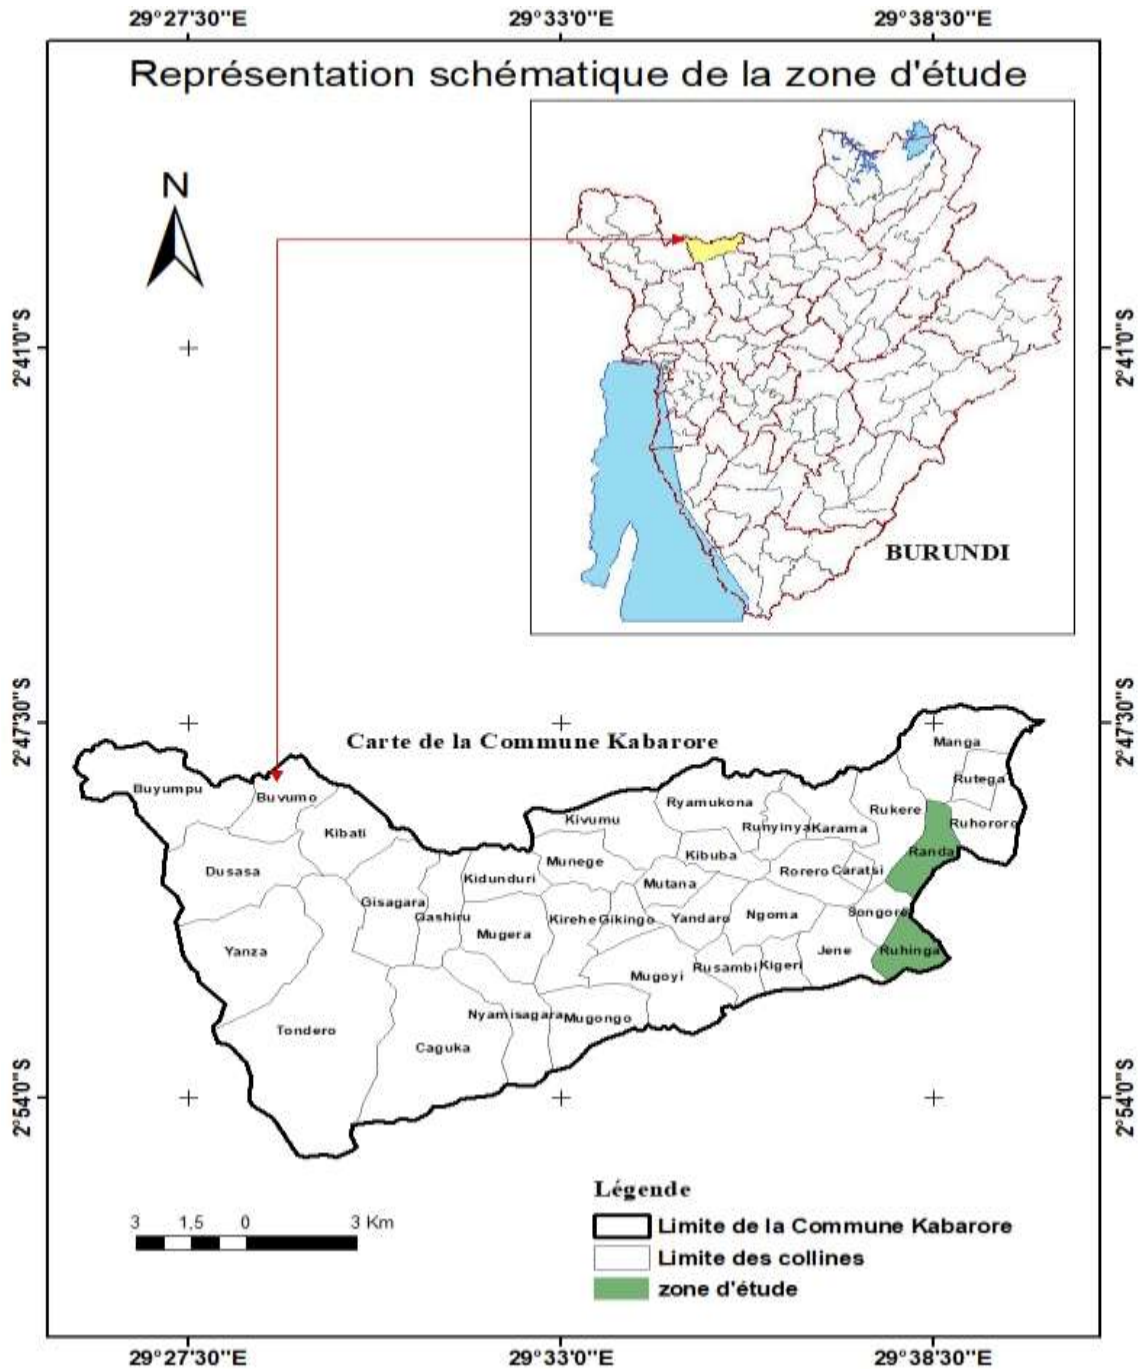 29°27'30"E 29°33'0"E 29°38'30"E
Représentation schématique de la zone d'étude
N
2°41'0"S 2°41'0"S
BURUNDI
2°47'30"S 2°47'30"S
Carte de la Commune Kabarore
Manga
Rutega
Buyumpu
Buvumo
Ryamukona
Rukere
Kivumu
Runyinya
Karama
Ruhororo
Kibati
Randa
Kibuba
Munege
Dusasa
Rorero
Caratsi
Kidunduri
Mutana
Gisagara
Gashiru
Kirehe
Gikingo
Yandaro
Ngoma
Songore
Mugera
Yanza
Jene
Ruhinga
Mugoyi
Rusambi
Kigeri
Nyamisagara
Mugongo
Tondero
Caguka
2°54'0"S 2°54'0"S
Légende
3 1,5 0 3 Km
Limite de la Commune Kabarore
Limite des collines
zone d'étude
29°27'30"E 29°33'0"E 29°38'30"E